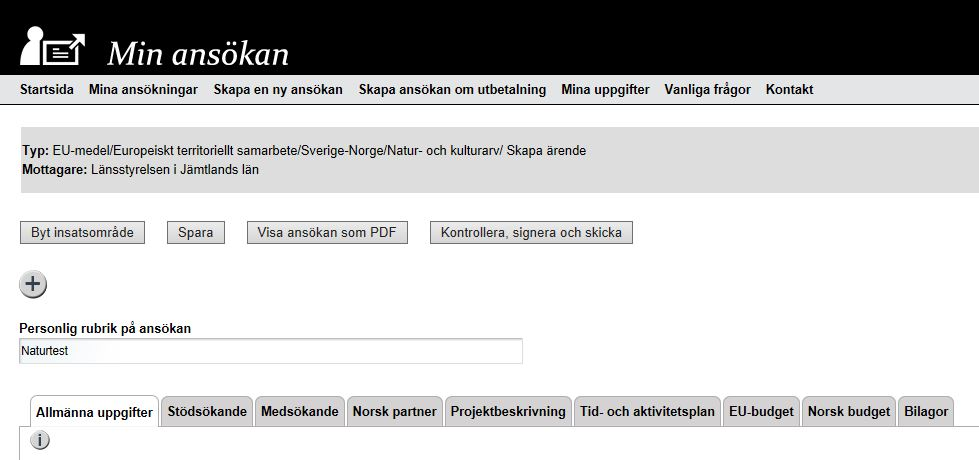 Min ansökan
Startsida Mina ansökningar Skapa en ny ansökan Skapa ansökan om utbetalning Mina uppgifter Vanliga frågor Kontakt
Typ: EU-medel/Europeiskt territoriellt samarbete/Sverige-Norge/Natur- och kulturarv/ Skapa ärende
Mottagare: Länsstyrelsen i Jämtlands län
Byt insatsområde Spara Visa ansökan som PDF Kontrollera, signera och skicka
+
Personlig rubrik på ansökan
Naturtest
Allmänna uppgifter Stödsökande Medsökande Norsk partner Projektbeskrivning Tid- och aktivitetsplan EU-budget Norsk budget Bilagor
i